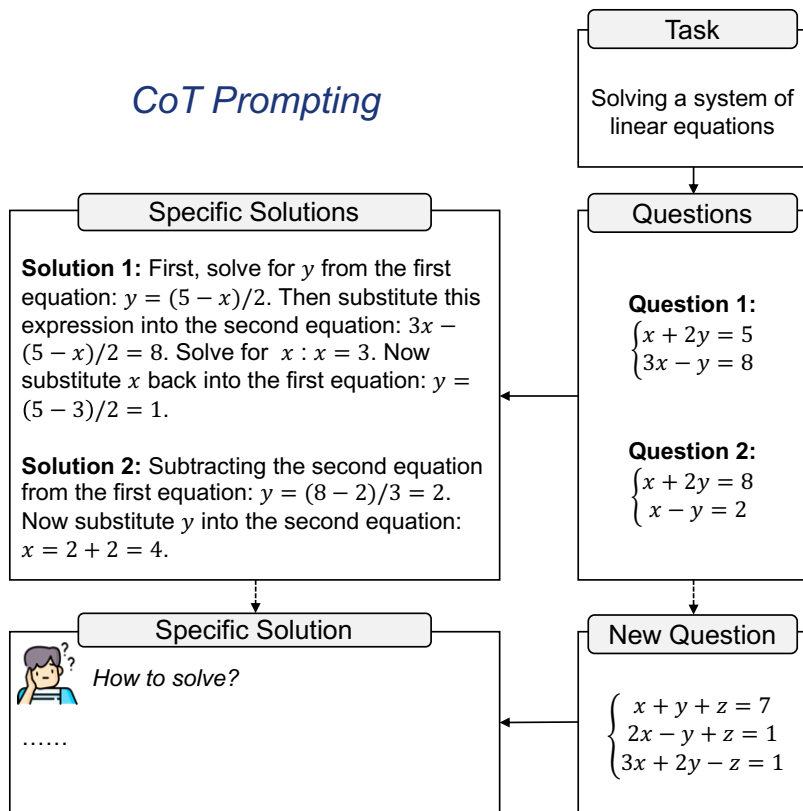 CoT Prompting
Task
Solving a system of
linear equations
Specific Solutions
Solution 1: First, solve for y from the first
equation: y = (5 − x)/2. Then substitute this
expression into the second equation: 3x −
(5 − x)/2 = 8. Solve for x : x = 3. Now
substitute x back into the first equation: y =
(5 − 3)/2 = 1.
Solution 2: Subtracting the second equation
from the first equation: y = (8 − 2)/3 = 2.
Now substitute y into the second equation:
x = 2 + 2 = 4.
Questions
Question 1:
x + 2y = 5
3x − y = 8
Question 2:
x + 2y = 8
x − y = 2
Specific Solution
??
?
How to solve?
……
New Question
x + y + z = 7
2x − y + z = 1
3x + 2y − z = 1